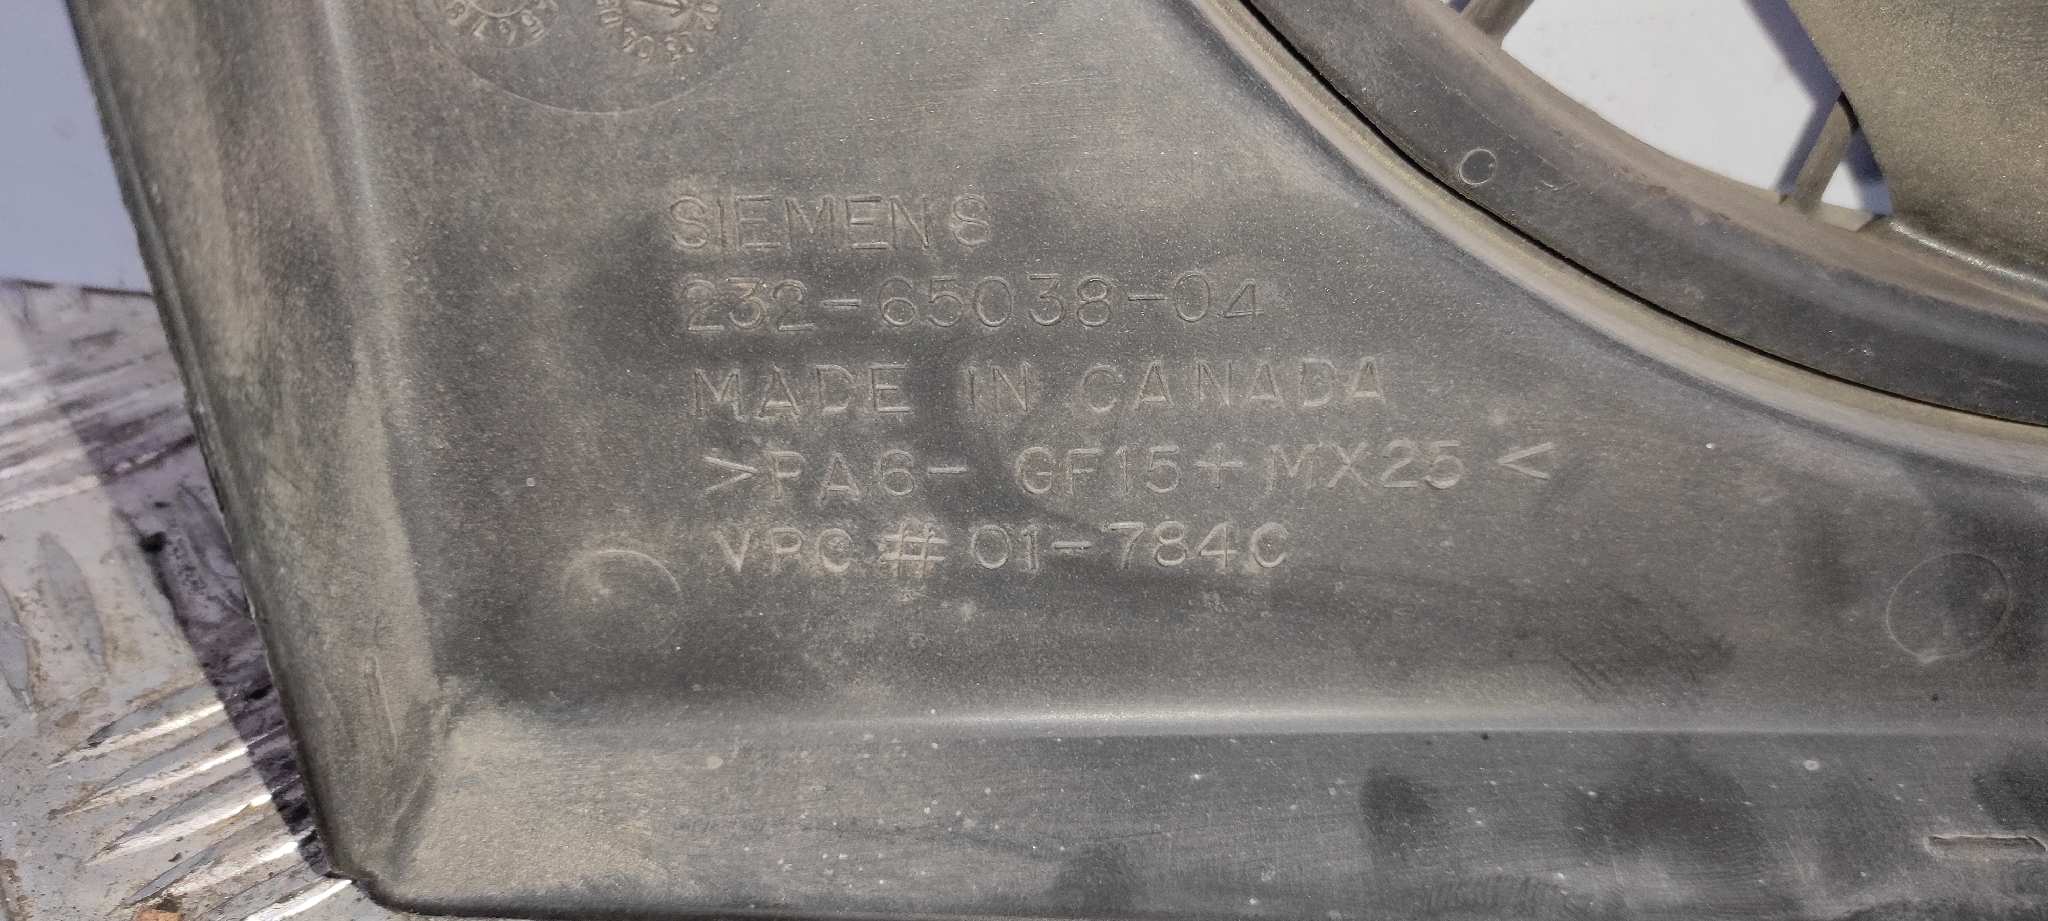 SIEMENS
232-65038-04
MADE IN CANADA
>PA6- GF15+MX25<
VPC # 01-784C